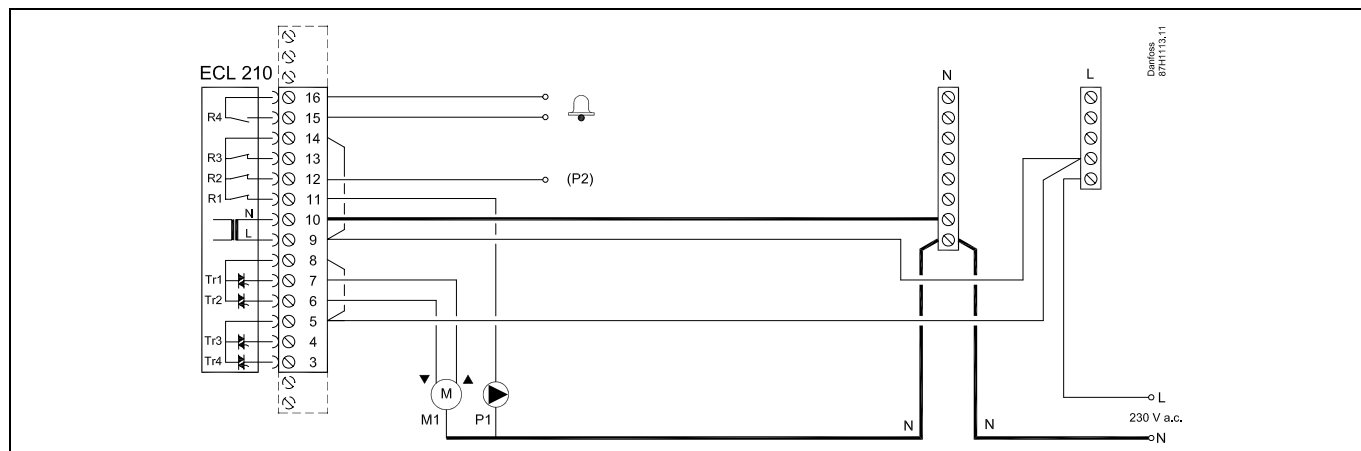 ECL 210
N
L
Danfoss
87H1113.11
16
R4
15
14
R3
13
R2
12
(P2)
R1
11
N
10
L
9
8
Tr1
7
Tr2
6
5
Tr3
4
Tr4
3
M
M1
P1
N
N
L
230 V a.c.
N